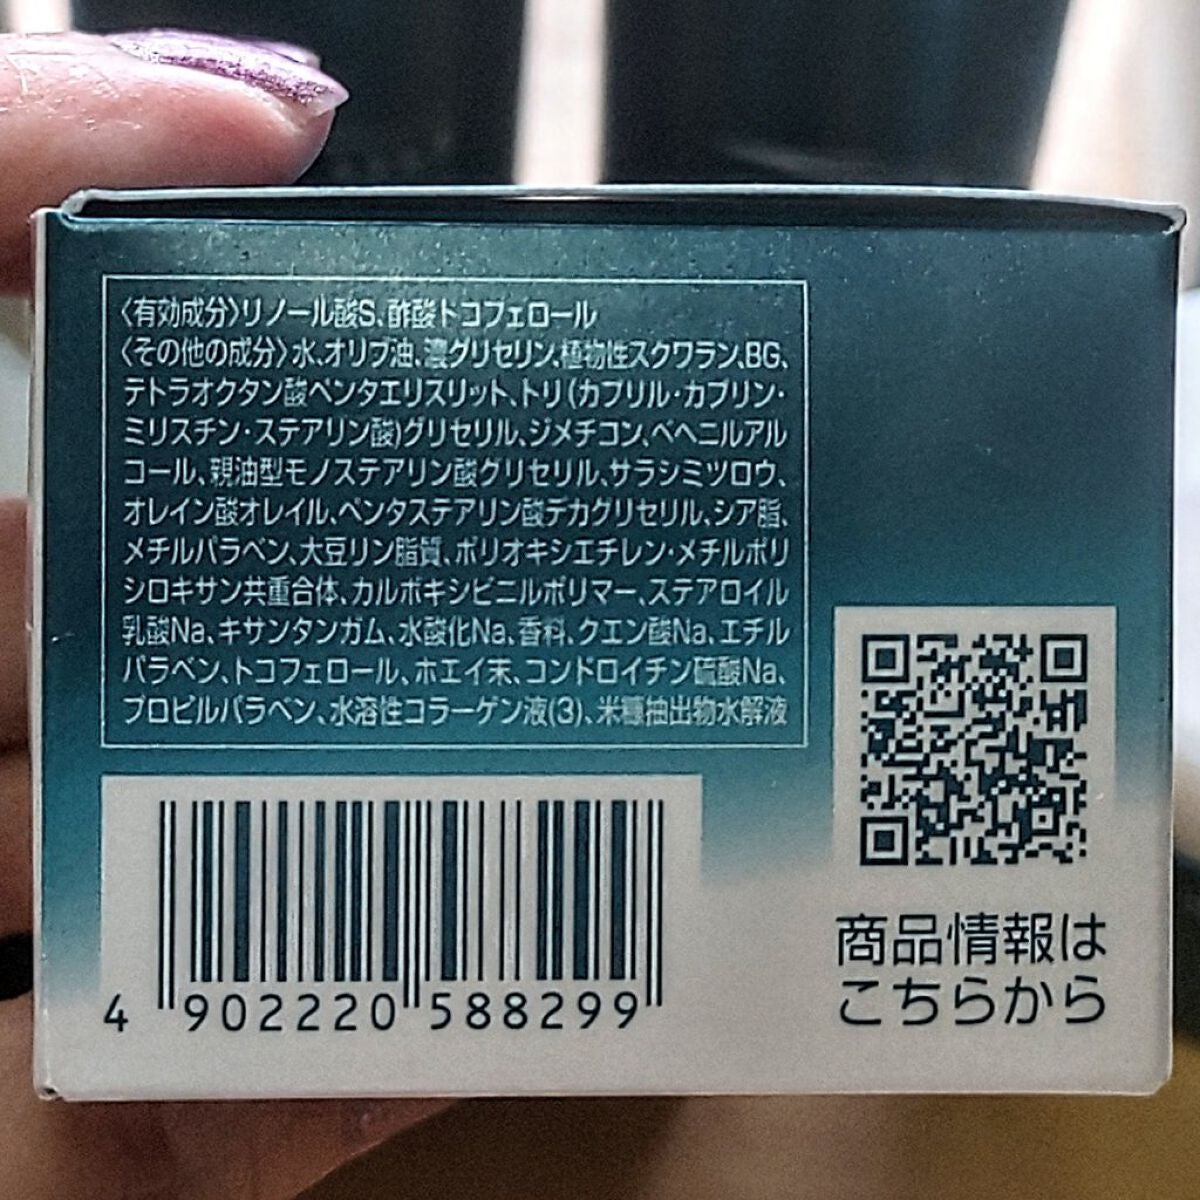 〈有効成分〉リノール酸S、酢酸トコフェロール
〈その他の成分〉水、オリブ油、濃グリセリン、植物性スクワラン、BG、
テトラオクタン酸ペンタエリスリット、トリ(カプリル・カプリン・
ミリスチン・ステアリン酸)グリセリル、ジメチコン、ベヘニルアル
コール、親油型モノステアリン酸グリセリル、サラシミツロウ、
オレイン酸オレイル、ペンタステアリン酸デカグリセリル、シア脂、
メチルパラベン、大豆リン脂質、ポリオキシエチレン・メチルポリ
シロキサン共重合体、カルボキシビニルポリマー、ステアロイル
乳酸Na、キサンタンガム、水酸化Na、香料、クエン酸Na、エチル
パラベン、トコフェロール、ホエイ末、コンドロイチン硫酸Na、
プロピルパラベン、水溶性コラーゲン液(3)、米糠抽出物水解液
4 902220 588299
商品情報は
こちらから